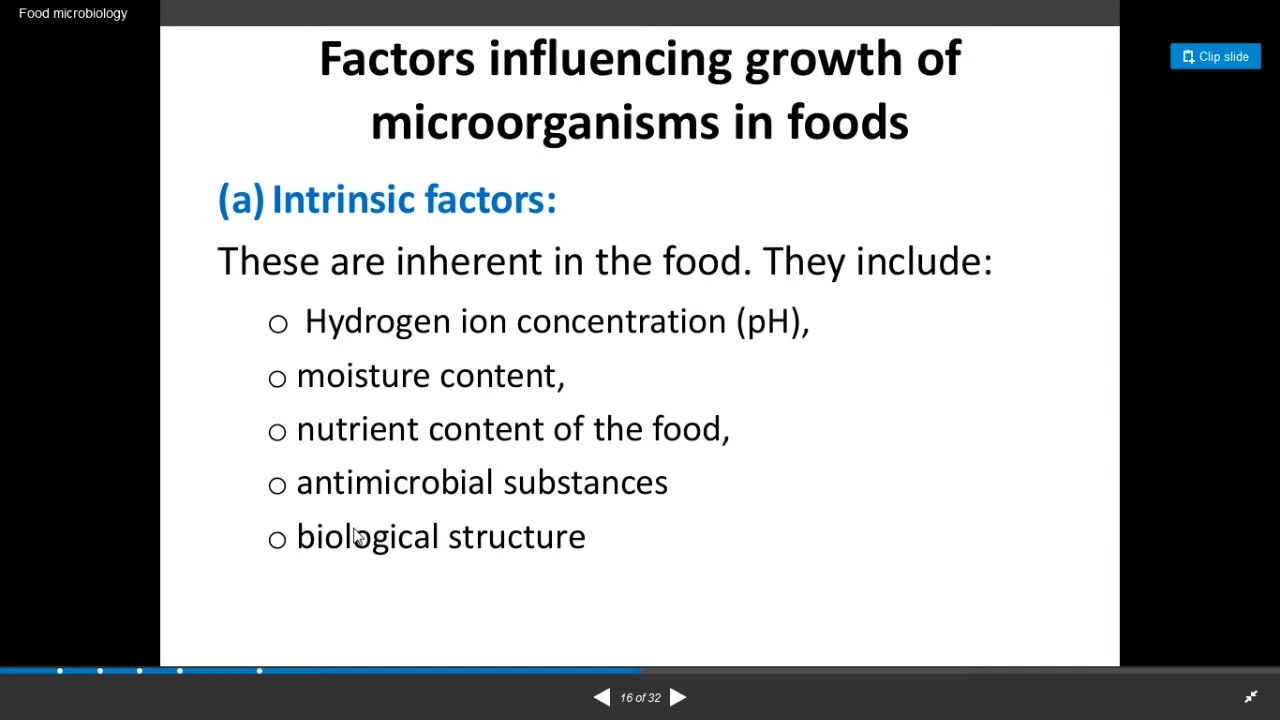 Food microbiology
Clip slide
Factors influencing growth of
microorganisms in foods
(a) Intrinsic factors:
These are inherent in the food. They include:
o Hydrogen ion concentration (pH),
o moisture content,
o nutrient content of the food,
o antimicrobial substances
o biological structure
16 of 32